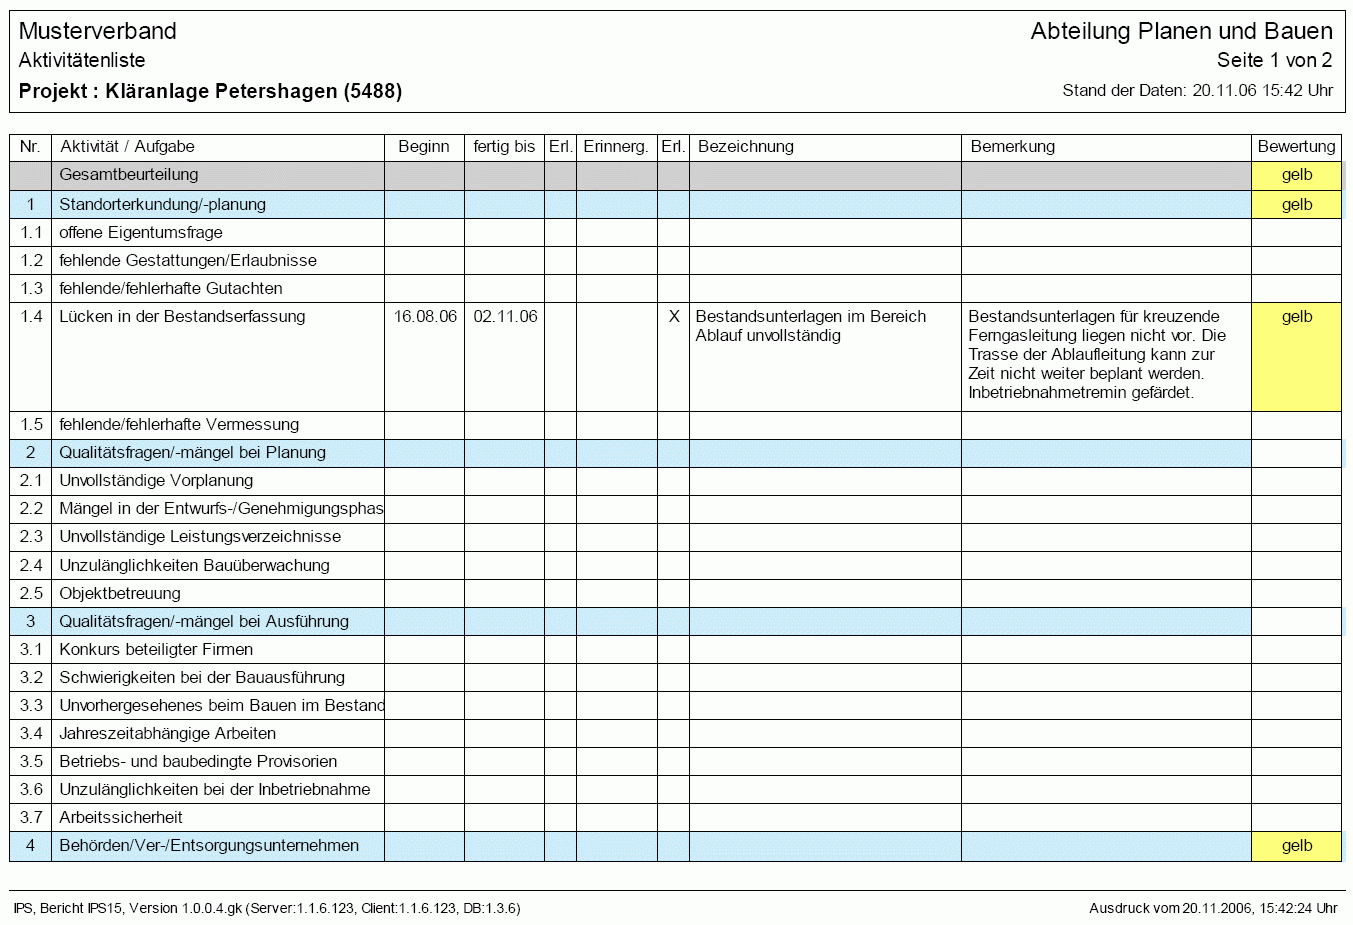 Musterverband Abteilung Planen und Bauen
Aktivitätenliste Seite 1 von 2
Projekt : Kläranlage Petershagen (5488) Stand der Daten: 20.11.06 15:42 Uhr
Nr. Aktivität / Aufgabe Beginn fertig bis Erl. Erinnerg. Erl. Bezeichnung Bemerkung Bewertung
Gesamtbeurteilung gelb
1 Standorterkundung/-planung gelb
1.1 offene Eigentumsfrage
1.2 fehlende Gestattungen/Erlaubnisse
1.3 fehlende/fehlerhafte Gutachten
1.4 Lücken in der Bestandserfassung 16.08.06 02.11.06 X Bestandsunterlagen im Bereich Bestandsunterlagen für kreuzende gelb
Ablauf unvollständig Ferngasleitung liegen nicht vor. Die
Trasse der Ablaufleitung kann zur
Zeit nicht weiter beplant werden.
Inbetriebnahmetremin gefärdet.
1.5 fehlende/fehlerhafte Vermessung
2 Qualitätsfragen/-mängel bei Planung
2.1 Unvollständige Vorplanung
2.2 Mängel in der Entwurfs-/Genehmigungsphas
2.3 Unvollständige Leistungsverzeichnisse
2.4 Unzulänglichkeiten Bauüberwachung
2.5 Objektbetreuung
3 Qualitätsfragen/-mängel bei Ausführung
3.1 Konkurs beteiligter Firmen
3.2 Schwierigkeiten bei der Bauausführung
3.3 Unvorhergesehenes beim Bauen im Bestand
3.4 Jahreszeitabhängige Arbeiten
3.5 Betriebs- und baubedingte Provisorien
3.6 Unzulänglichkeiten bei der Inbetriebnahme
3.7 Arbeitssicherheit
4 Behörden/Ver-/Entsorgungsunternehmen gelb
IPS, Bericht IPS15, Version 1.0.0.4.gk (Server:1.1.6.123, Client:1.1.6.123, DB:1.3.6) Ausdruck vom 20.11.2006, 15:42:24 Uhr